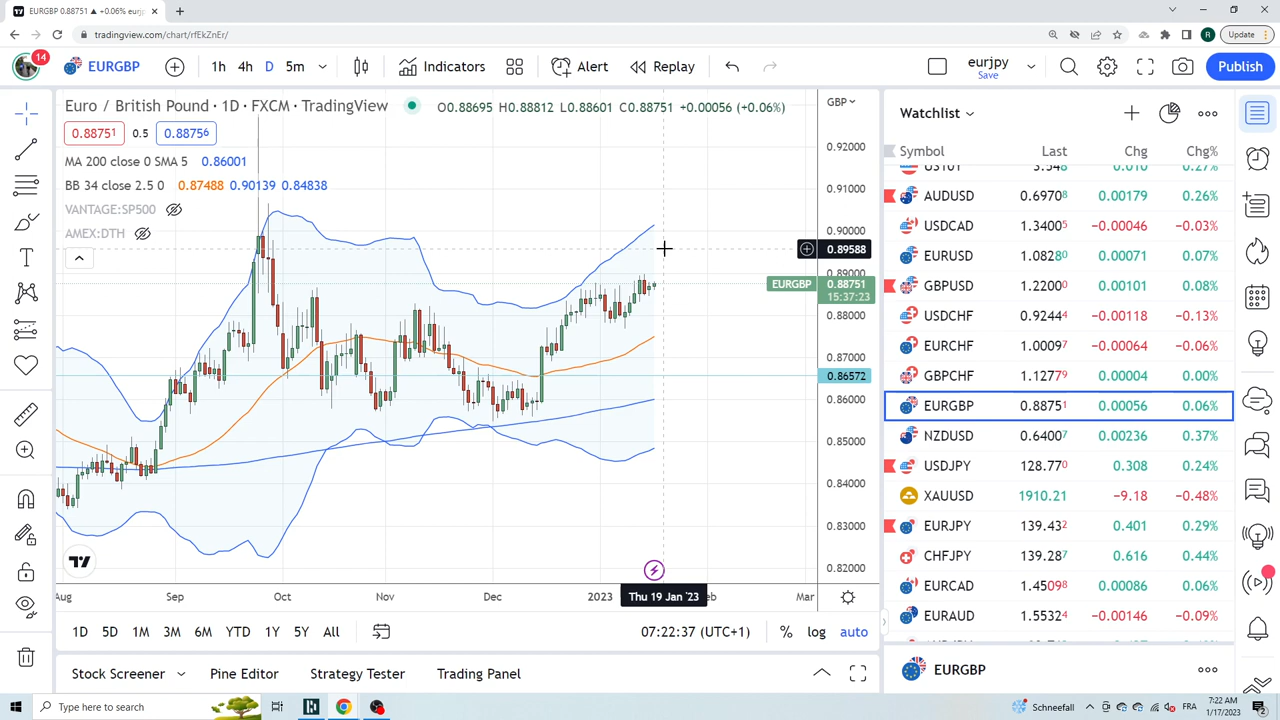 EURGBP 0.88751 ▲ +0.06% eurj
tradingview.com/chart/rfEkZnEr/
R
Update
14
EURGBP
1h 4h D 5m
Indicators
Alert
Replay
eurjpy
Save
Publish
Euro / British Pound · 1D · FXCM · TradingView
O0.88695 H0.88812 L0.88601 C0.88751 +0.00056 (+0.06%)
GBP
0.88751 0.5 0.88756
MA 200 close 0 SMA 5 0.86001
BB 34 close 2.5 0 0.87488 0.90139 0.84838
VANTAGE:SP500
AMEX:DTH
0.92000
0.91000
0.90000
0.89588
0.89000
EURGBP 0.88751
15:37:23
0.88000
0.87000
0.86572
0.86000
0.85000
0.84000
0.83000
0.82000
Aug Sep Oct Nov Dec 2023 Thu 19 Jan '23 eb Mar
1D 5D 1M 3M 6M YTD 1Y 5Y All
07:22:37 (UTC+1) % log auto
Stock Screener Pine Editor Strategy Tester Trading Panel
Watchlist
Symbol Last Chg Chg%
AUDUSD 0.69708 0.00179 0.26%
USDCAD 1.34005 −0.00046 −0.03%
EURUSD 1.08280 0.00071 0.07%
GBPUSD 1.22000 0.00101 0.08%
USDCHF 0.92444 −0.00118 −0.13%
EURCHF 1.00097 −0.00064 −0.06%
GBPCHF 1.12779 0.00004 0.00%
EURGBP 0.88751 0.00056 0.06%
NZDUSD 0.64007 0.00236 0.37%
USDJPY 128.770 0.308 0.24%
XAUUSD 1910.21 −9.18 −0.48%
EURJPY 139.432 0.401 0.29%
CHFJPY 139.287 0.616 0.44%
EURCAD 1.45098 0.00086 0.06%
EURAUD 1.55324 −0.00146 −0.09%
EURGBP
Type here to search
Schneefall
FRA
7:22 AM
1/17/2023
2